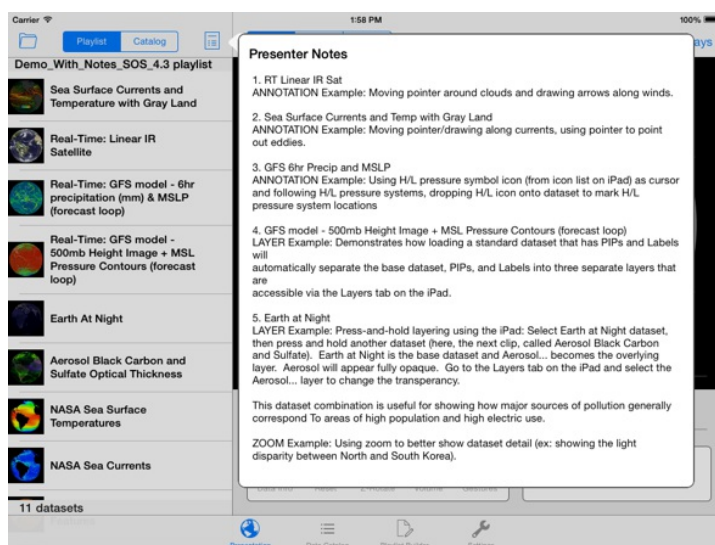 Carrier
1:58 PM
100%
Playlist
Catalog
Demo_With_Notes_SOS_4.3 playlist
Sea Surface Currents and
Temperature with Gray Land
Real-Time: Linear IR
Satellite
Real-Time: GFS model - 6hr
precipitation (mm) & MSLP
(forecast loop)
Real-Time: GFS model -
500mb Height Image + MSL
Pressure Contours (forecast
loop)
Earth At Night
Aerosol Black Carbon and
Sulfate Optical Thickness
NASA Sea Surface
Temperatures
NASA Sea Currents
11 datasets
ays
Presenter Notes
1. RT Linear IR Sat
ANNOTATION Example: Moving pointer around clouds and drawing arrows along winds.
2. Sea Surface Currents and Temp with Gray Land
ANNOTATION Example: Moving pointer/drawing along currents, using pointer to point
out eddies.
3. GFS 6hr Precip and MSLP
ANNOTATION Example: Using H/L pressure symbol icon (from icon list on iPad) as cursor
and following H/L pressure systems, dropping H/L icon onto dataset to mark H/L
pressure system locations
4. GFS model - 500mb Height Image + MSL Pressure Contours (forecast loop)
LAYER Example: Demonstrates how loading a standard dataset that has PIPs and Labels
will
automatically separate the base dataset, PIPs, and Labels into three separate layers that
are
accessible via the Layers tab on the iPad.
5. Earth at Night
LAYER Example: Press-and-hold layering using the iPad: Select Earth at Night dataset,
then press and hold another dataset (here, the next clip, called Aerosol Black Carbon
and Sulfate). Earth at Night is the base dataset and Aerosol... becomes the overlying
layer. Aerosol will appear fully opaque. Go to the Layers tab on the iPad and select the
Aerosol... layer to change the transperancy.
This dataset combination is useful for showing how major sources of pollution generally
correspond To areas of high population and high electric use.
ZOOM Example: Using zoom to better show dataset detail (ex: showing the light
disparity between North and South Korea).